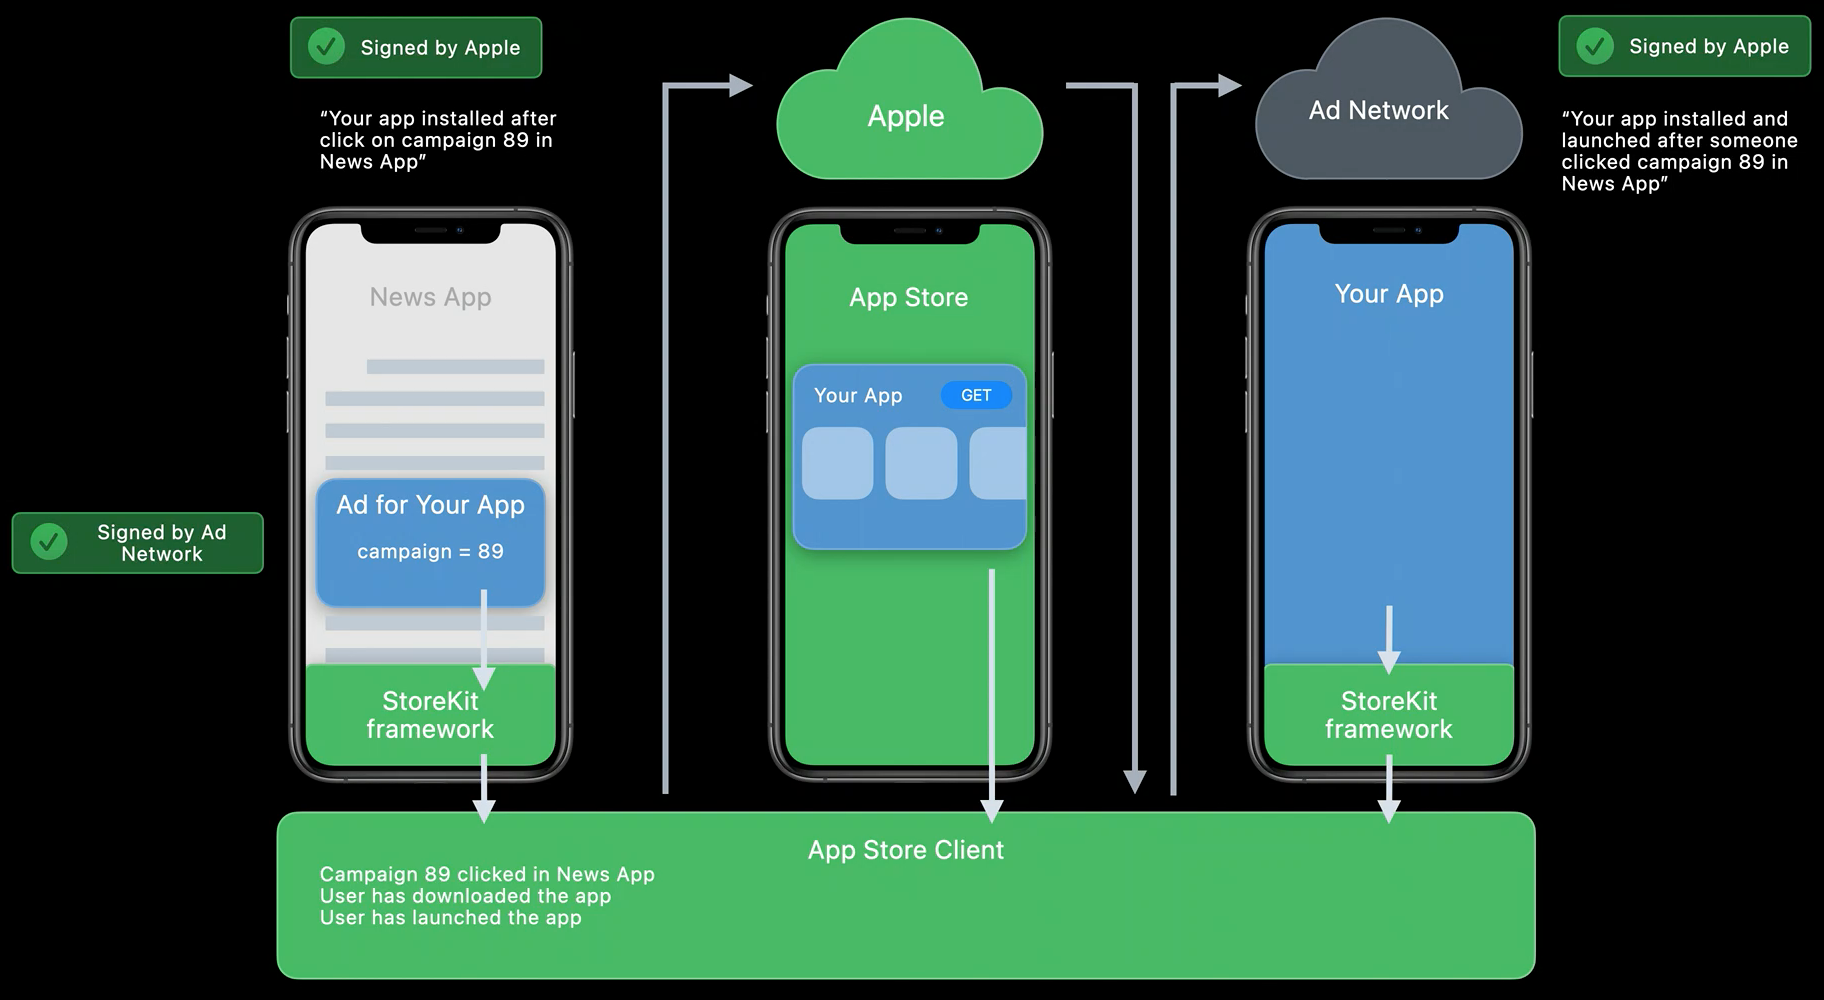 Signed by Apple
“Your app installed after
click on campaign 89 in
News App”
Apple
Ad Network
Signed by Apple
“Your app installed and
launched after someone
clicked campaign 89 in
News App”
News App
Ad for Your App
campaign = 89
Signed by Ad
Network
StoreKit
framework
App Store
Your App
GET
Your App
StoreKit
framework
App Store Client
Campaign 89 clicked in News App
User has downloaded the app
User has launched the app